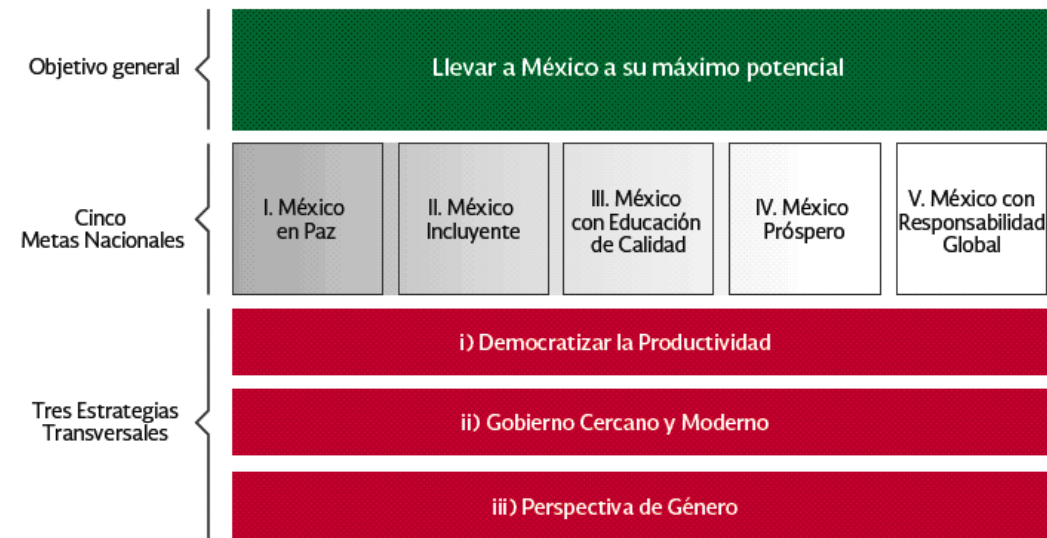 Objetivo general
Llevar a México a su máximo potencial
Cinco
Metas Nacionales
I. México
en Paz
II. México
Incluyente
III. México
con Educación
de Calidad
IV. México
Próspero
V. México con
Responsabilidad
Global
Tres Estrategias
Transversales
i) Democratizar la Productividad
ii) Gobierno Cercano y Moderno
iii) Perspectiva de Género